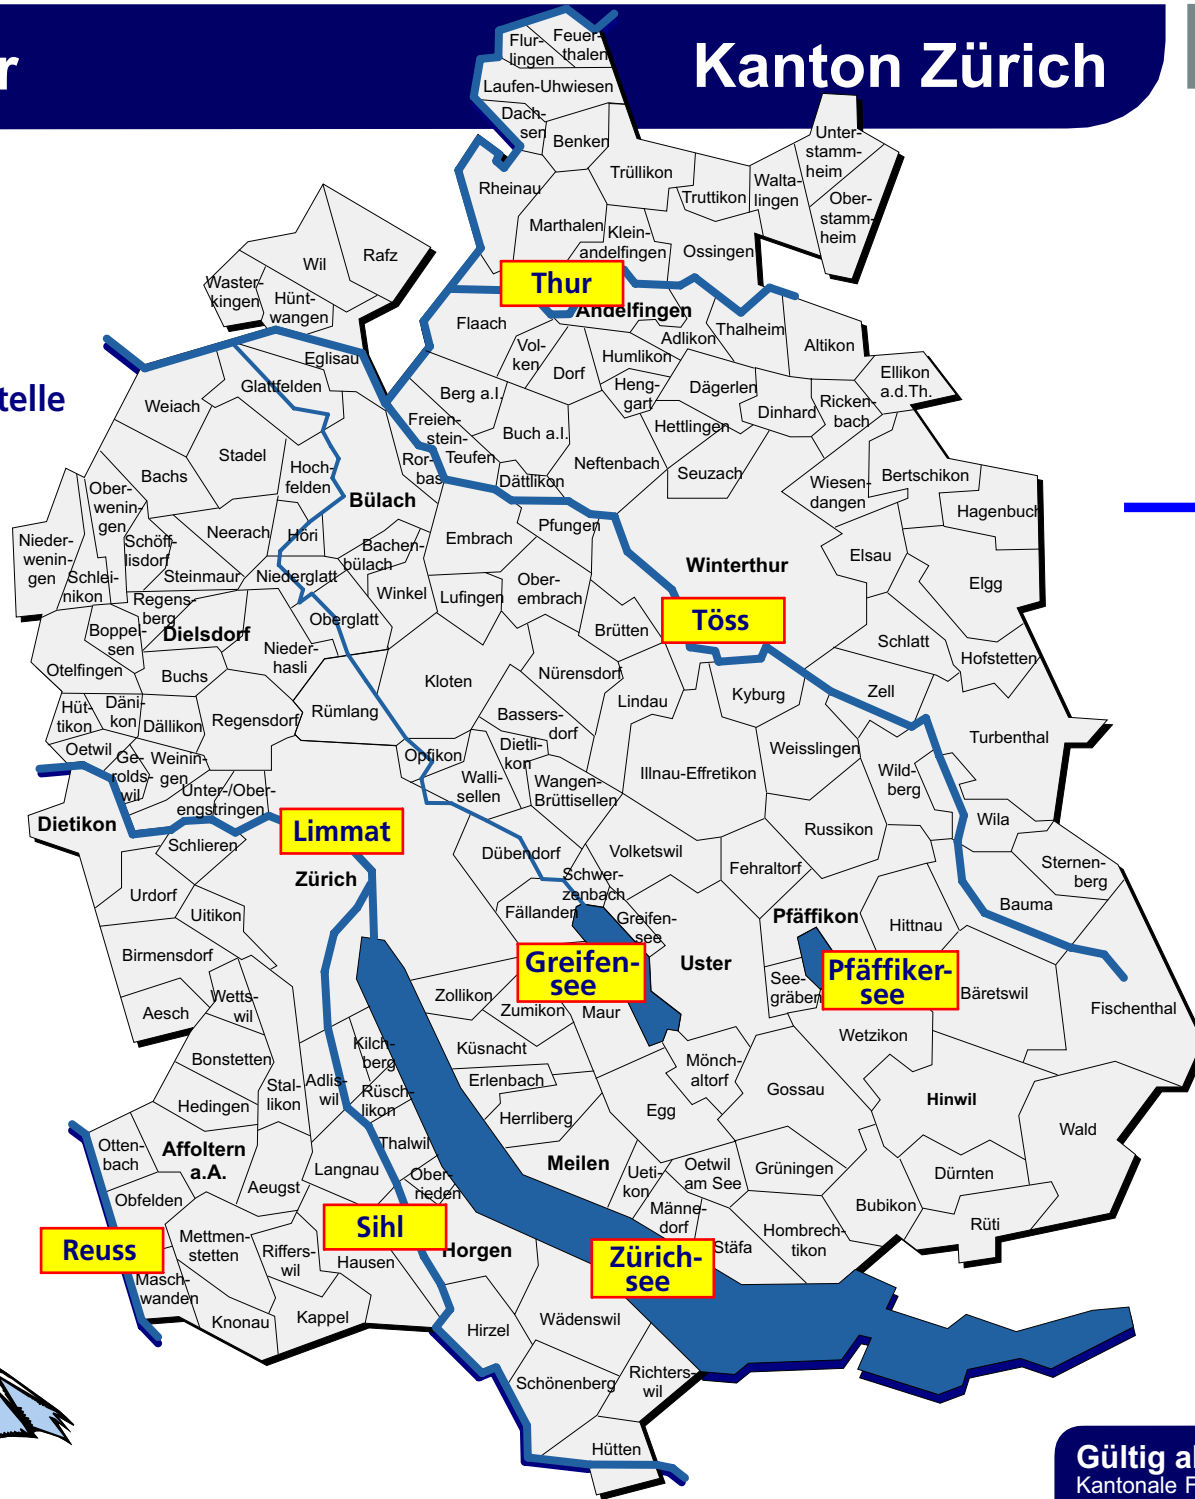 r
Kanton Zürich
telle
Flur-
lingen
Feuer-
thalen
Laufen-Uhwiesen
Dach-
sen
Benken
Rheinau
Trüllikon
Truttikon
Walta-
lingen
Unter-
stamm-
heim
Ober-
stamm-
heim
Marthalen
Klein-
andelfingen
Ossingen
Rafz
Wil
Waster-
kingen
Hünt-
wangen
Thur
Andelfingen
Flaach
Adlikon
Thalheim
Altikon
Vol-
ken
Dorf
Humlikon
Heng-
gart
Dägerlen
Dinhard
Ricken-
bach
Ellikon
a.d.Th.
Eglisau
Glattfelden
Weiach
Berg a.I.
Buch a.I.
Hettlingen
Freien-
stein-
Teufen
Ror-
bas
Dättlikon
Neftenbach
Seuzach
Wiesen-
dangen
Bertschikon
Hagenbuch
Stadel
Bachs
Hoch-
felden
Bülach
Ober-
wenin-
gen
Nieder-
wenin-
gen
Schöff-
lisdorf
Schlei-
nikon
Neerach
Höri
Steinmaur
Niederglatt
Bachen-
bülach
Winkel
Embrach
Lufingen
Pfungen
Ober-
embrach
Winterthur
Elsau
Elgg
Töss
Brütten
Schlatt
Hofstetten
Regens-
berg
Dielsdorf
Oberglatt
Boppel-
sen
Otelfingen
Buchs
Nieder-
hasli
Hüt-
tikon
Däni-
kon
Dällikon
Regensdorf
Rümlang
Kloten
Nürensdorf
Lindau
Kyburg
Zell
Turbenthal
Bassers-
dorf
Dietli-
kon
Opfikon
Walli-
sellen
Wangen-
Brüttisellen
Illnau-Effretikon
Weisslingen
Wild-
berg
Wila
Oetwil
Ge-
rolds-
wil
Weinin-
gen
Unter-/Ober-
engstringen
Dietikon
Limmat
Schlieren
Zürich
Dübendorf
Volketswil
Schwer-
zenbach
Fehraltorf
Russikon
Sternen-
berg
Urdorf
Uitikon
Fällanden
Greifen-
see
Pfäffikon
Hittnau
Bauma
Birmensdorf
Greifen-
see
Uster
Pfäffiker-
see
See-
gräben
Bäretswil
Fischenthal
Aesch
Wetts-
wil
Zollikon
Zumikon
Maur
Wetzikon
Bonstetten
Stal-
likon
Adlis-
wil
Kilch-
berg
Rüsch-
likon
Küsnacht
Erlenbach
Herrliberg
Mönch-
altorf
Gossau
Hinwil
Egg
Wald
Hedingen
Otten-
bach
Affoltern
a.A.
Aeugst
Langnau
Thalwil
Ober-
rieden
Meilen
Ueti-
kon
Oetwil
am See
Grüningen
Dürnten
Obfelden
Männe-
dorf
Bubikon
Rüti
Reuss
Mettmen-
stetten
Riffers-
wil
Sihl
Hausen
Horgen
Zürich-
see
Stäfa
Hombrech-
tikon
Masch-
wanden
Knonau
Kappel
Hirzel
Wädenswil
Schönenberg
Richters-
wil
Hütten
Gültig a
Kantonale F